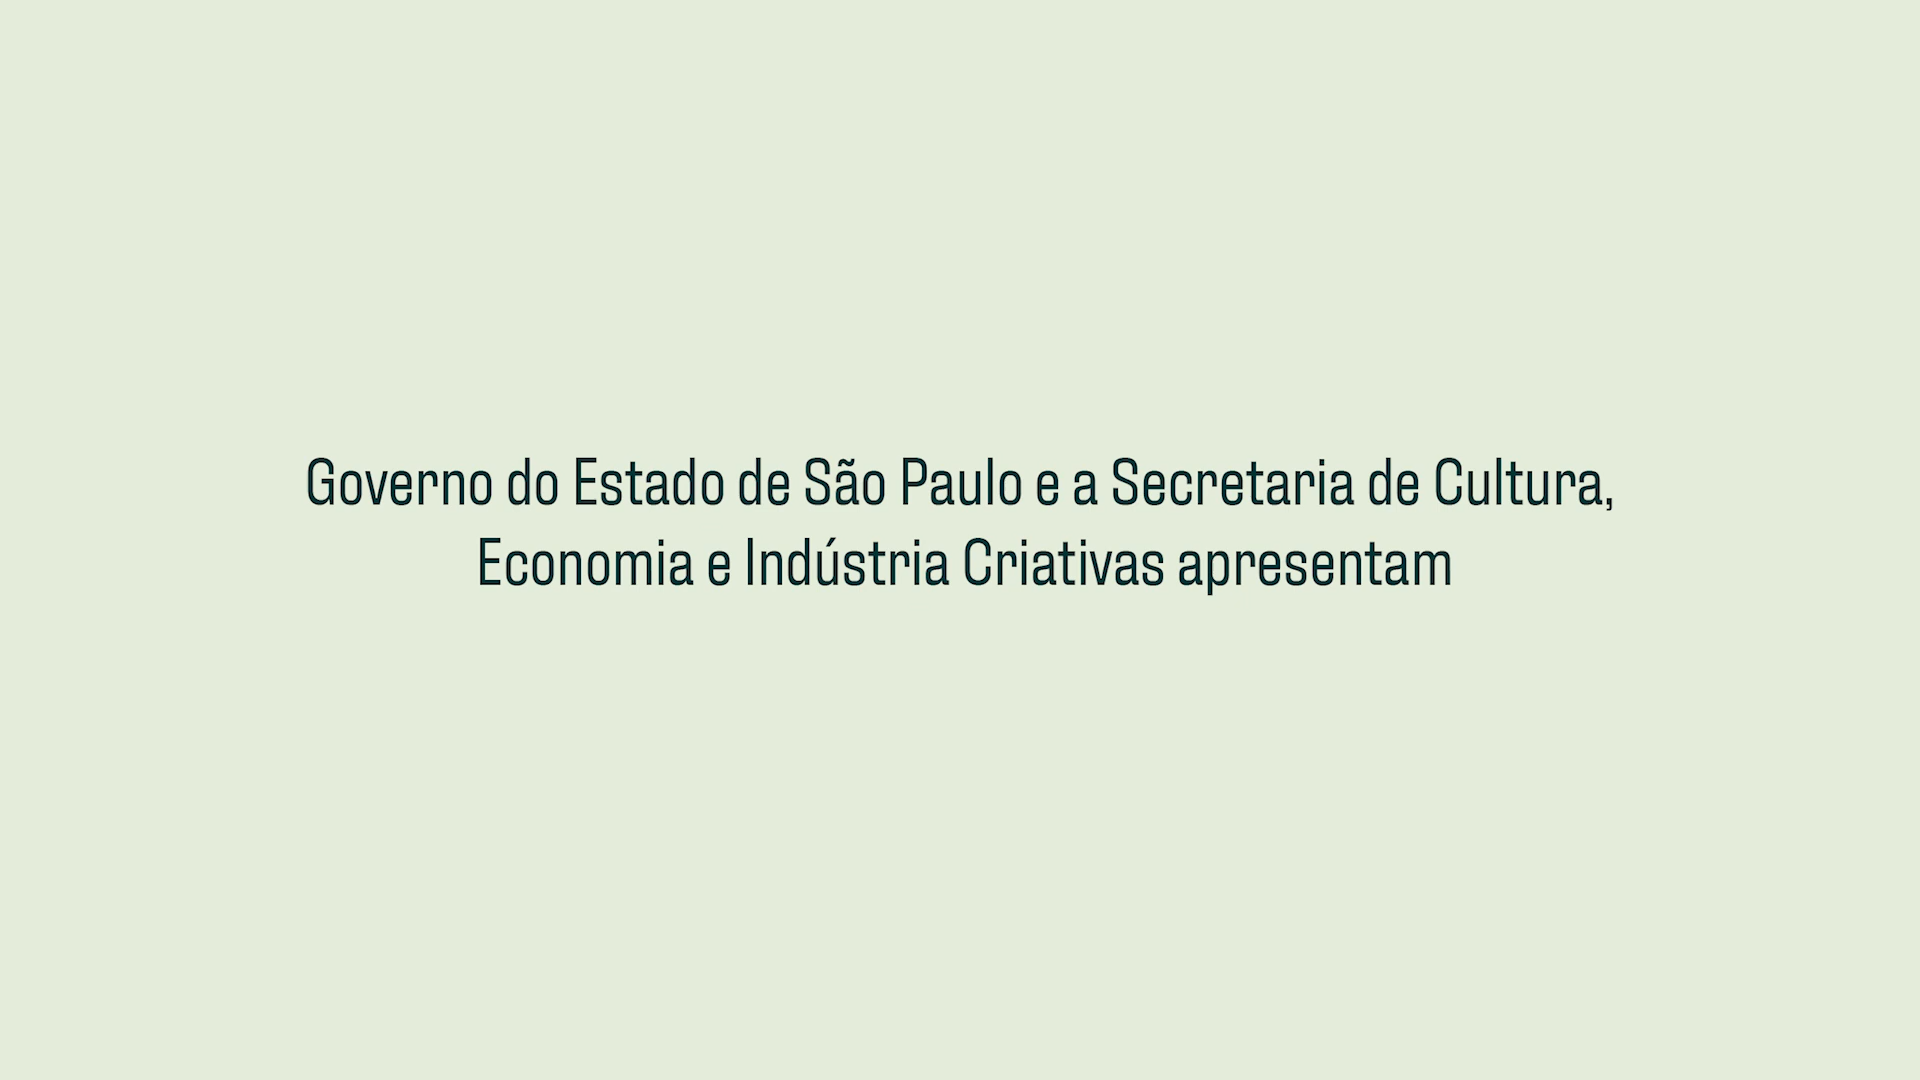 Governo do Estado de São Paulo e a Secretaria de Cultura,
Economia e Indústria Criativas apresentam